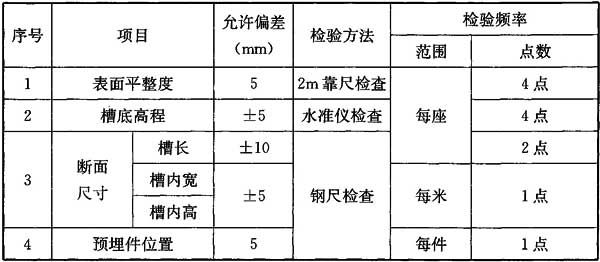 序号 项目 允许偏差（mm） 检验方法 检验频率
范围 点数
1 表面平整度 5 2m靠尺检查 每座 4点
2 槽底高程 ±5 水准仪检查 4点
3 断面尺寸 槽长 ±10 钢尺检查 2点
槽内宽 ±5 每米 1点
槽内高
4 预埋件位置 5 每件 1点